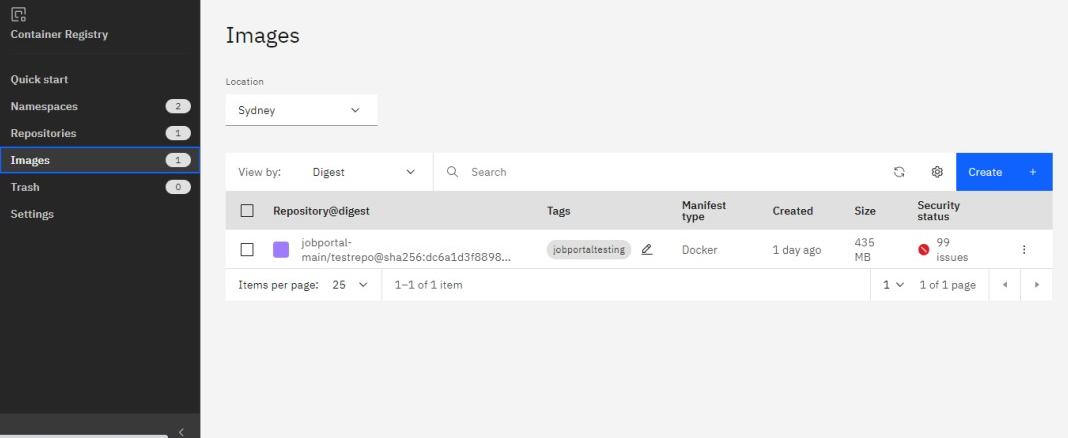 Container Registry
Quick start
Namespaces 2
Repositories 1
Images 1
Trash 0
Settings
Images
Location
Sydney
View by: Digest Search Create +
Repository@digest Tags Manifest type Created Size Security status
jobportal-
main/testrepo@sha256:dc6a1d3f8898... jobportaltesting Docker 1 day ago 435 MB 99 issues
Items per page: 25 1–1 of 1 item 1 1 of 1 page